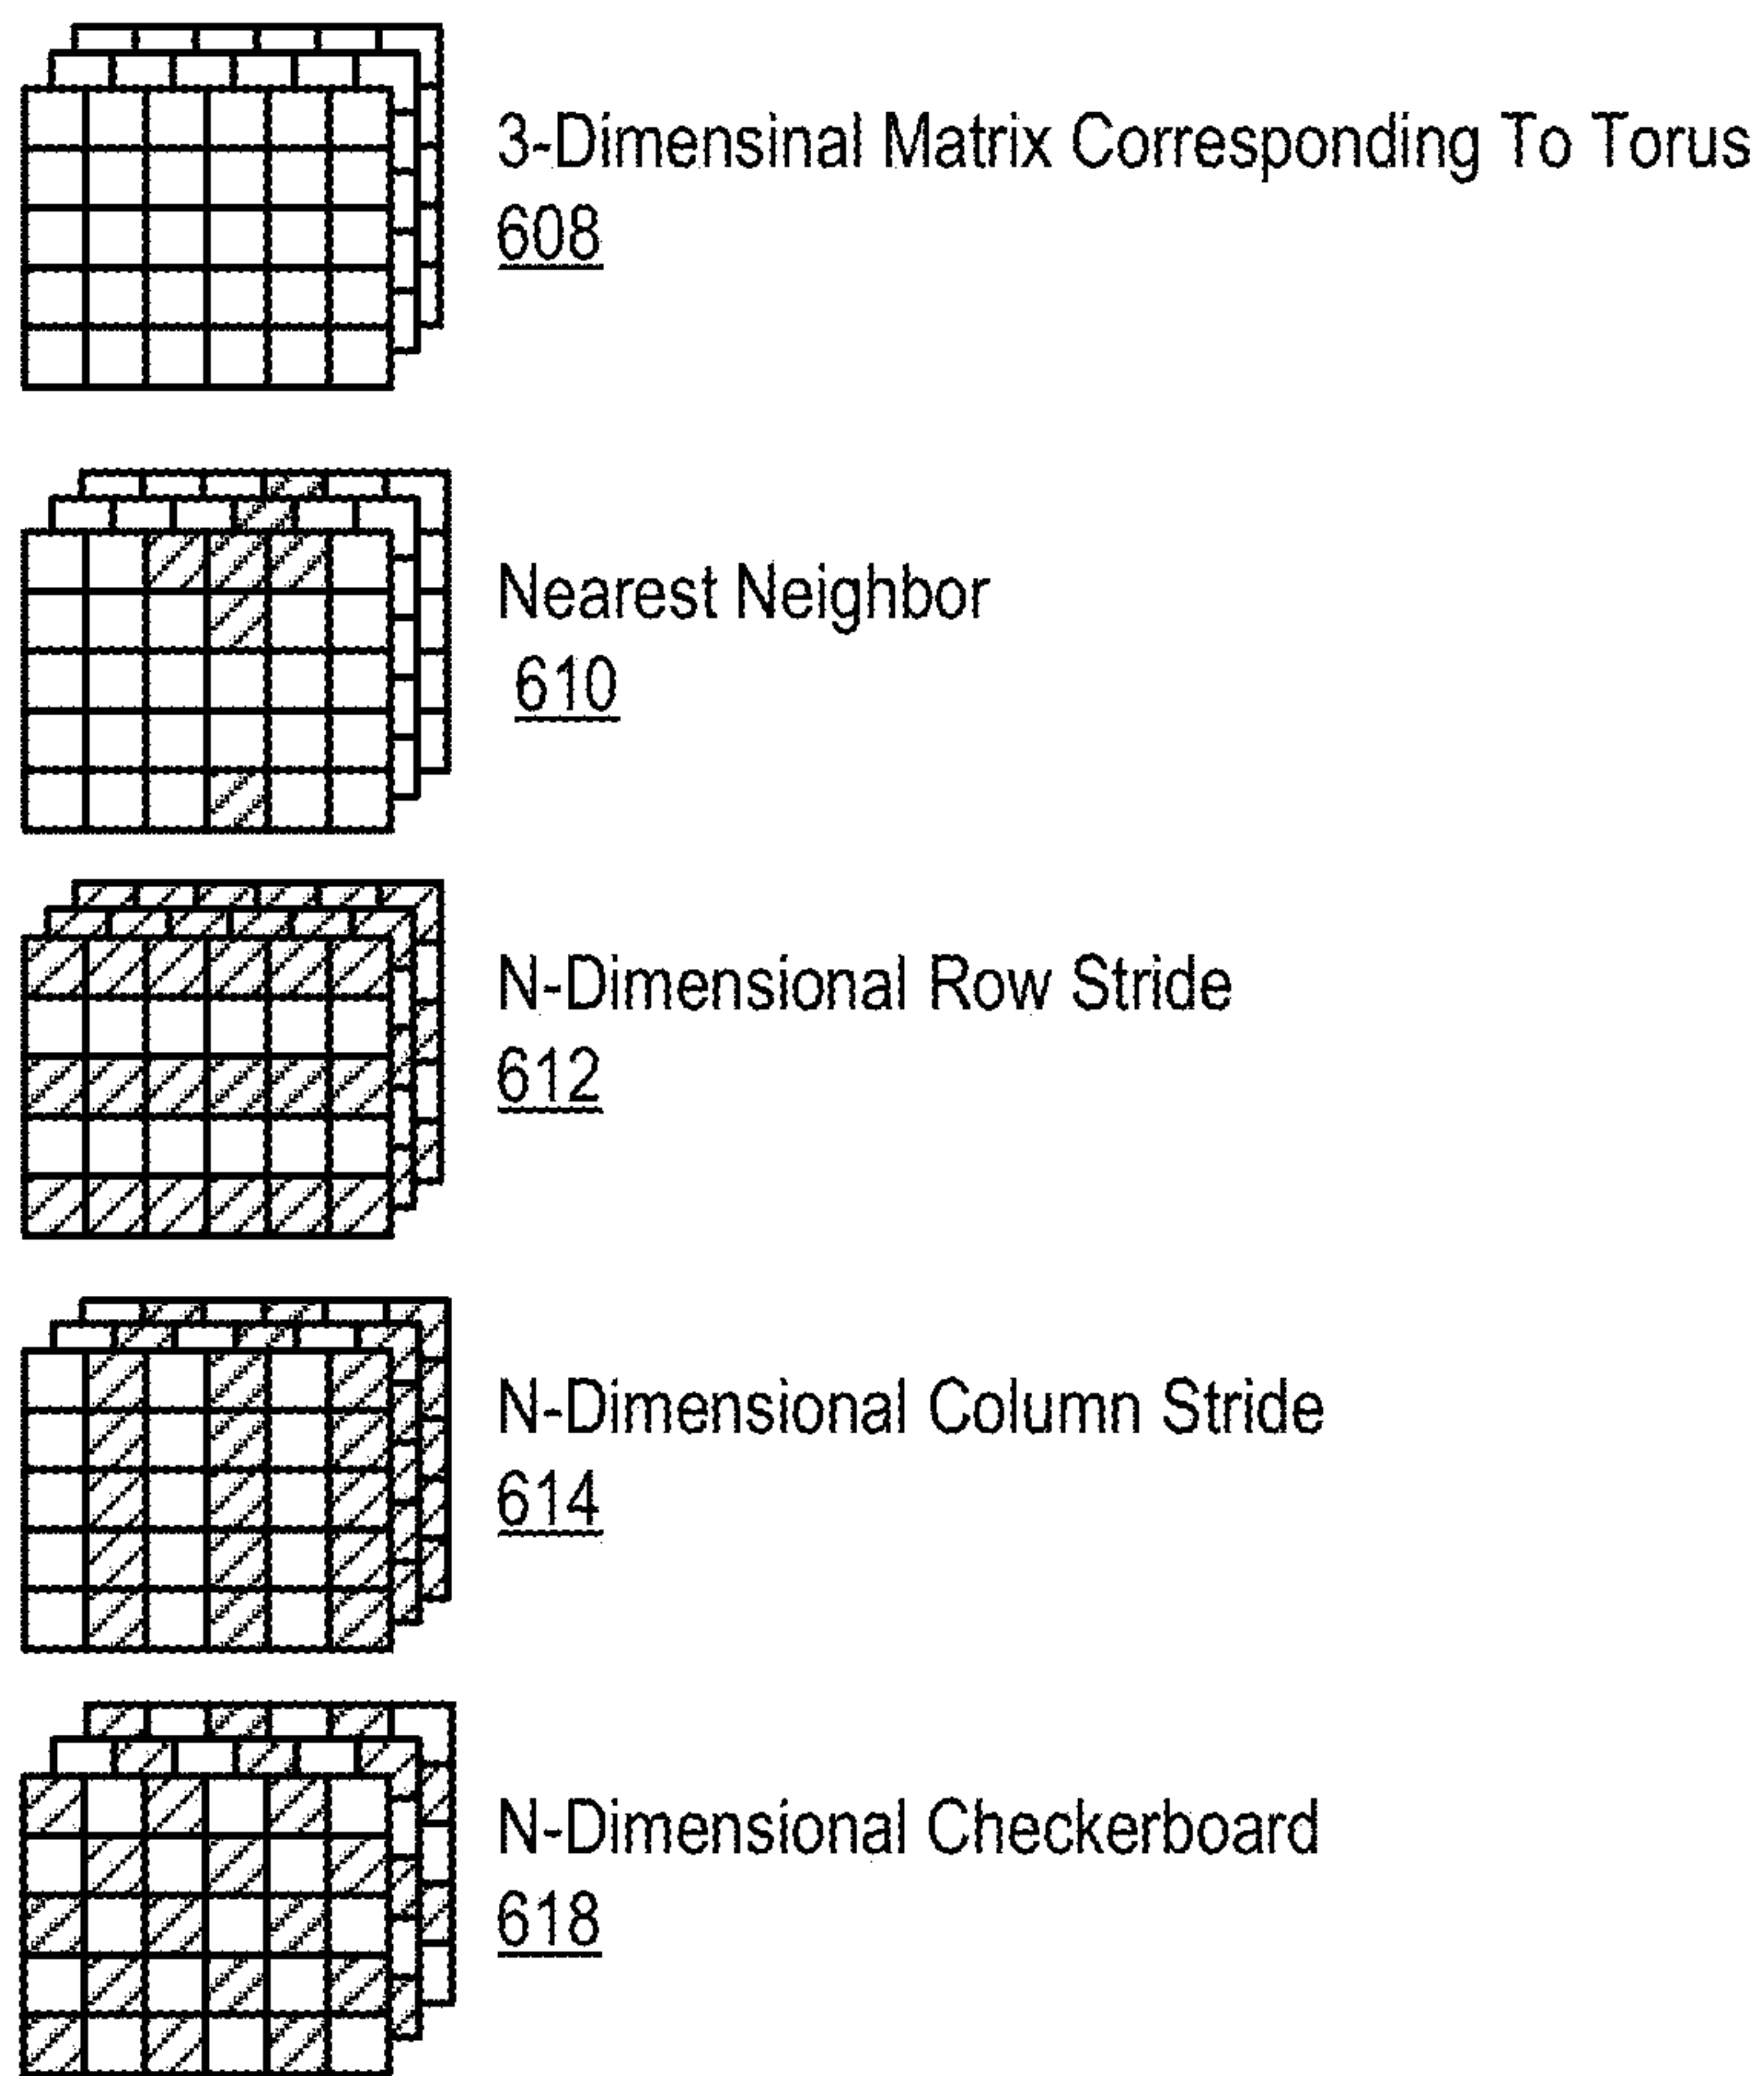 3-Dimensinal Matrix Corresponding To Torus
608
Nearest Neighbor
610
N-Dimensional Row Stride
612
N-Dimensional Column Stride
614
N-Dimensional Checkerboard
618